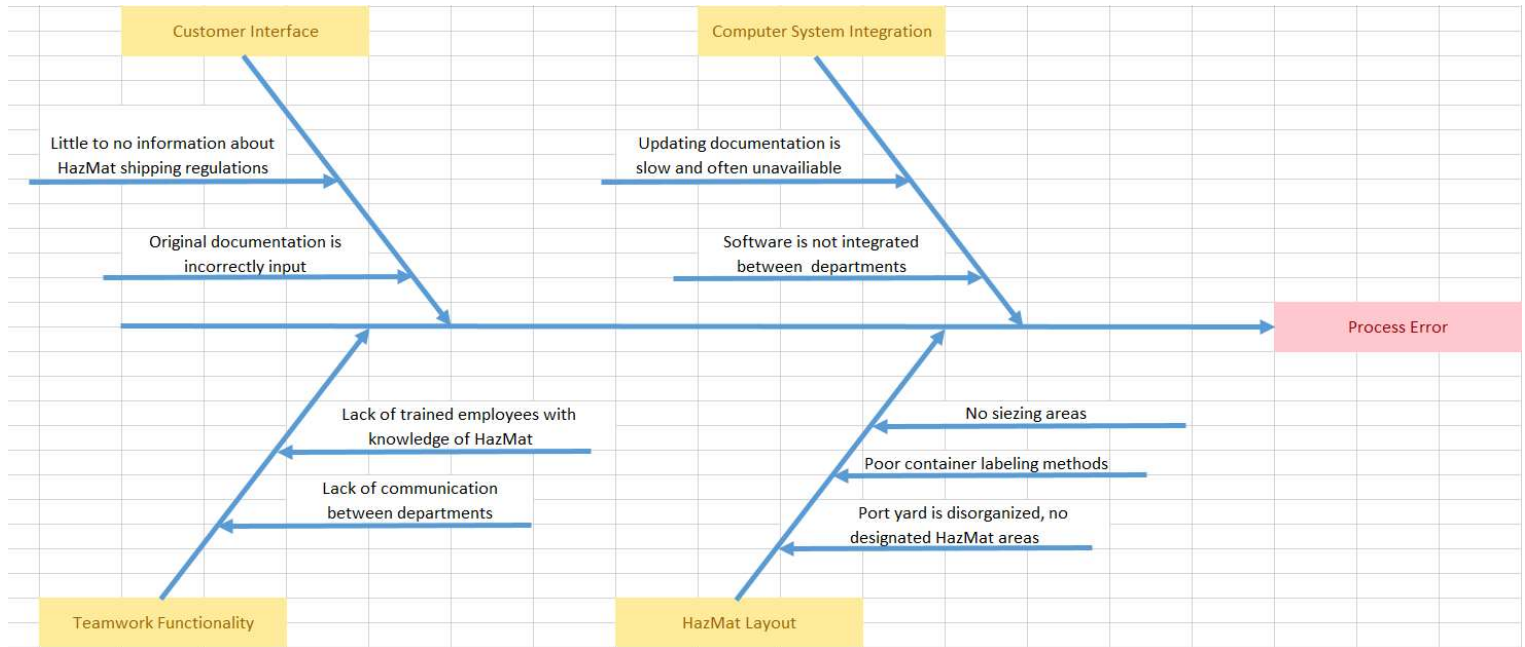 Customer Interface
Computer System Integration
Little to no information about
HazMat shipping regulations
Updating documentation is
slow and often unavailiable
Original documentation is
incorrectly input
Software is not integrated
between departments
Process Error
Lack of trained employees with
knowledge of HazMat
No siezing areas
Poor container labeling methods
Lack of communication
between departments
Port yard is disorganized, no
designated HazMat areas
Teamwork Functionality
HazMat Layout